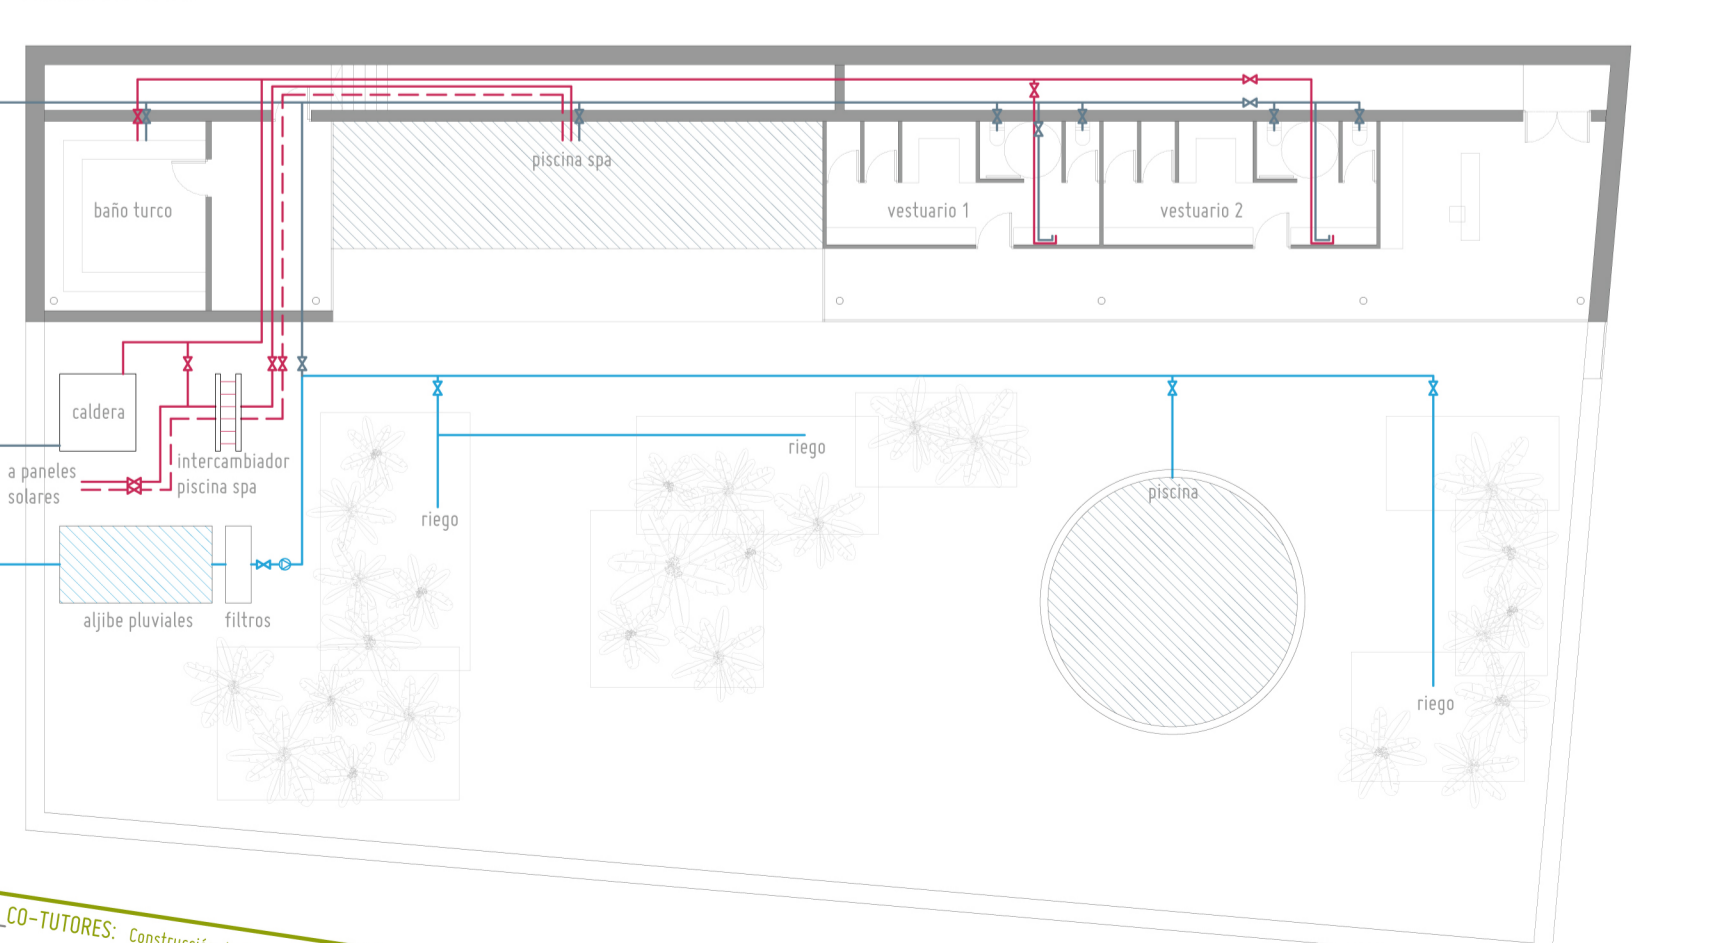 piscina spa
baño turco
vestuario 1
vestuario 2
caldera
a paneles
solares
intercambiador
piscina spa
riego
riego
piscina
aljibe pluviales
filtros
riego
_CO-TUTORES: